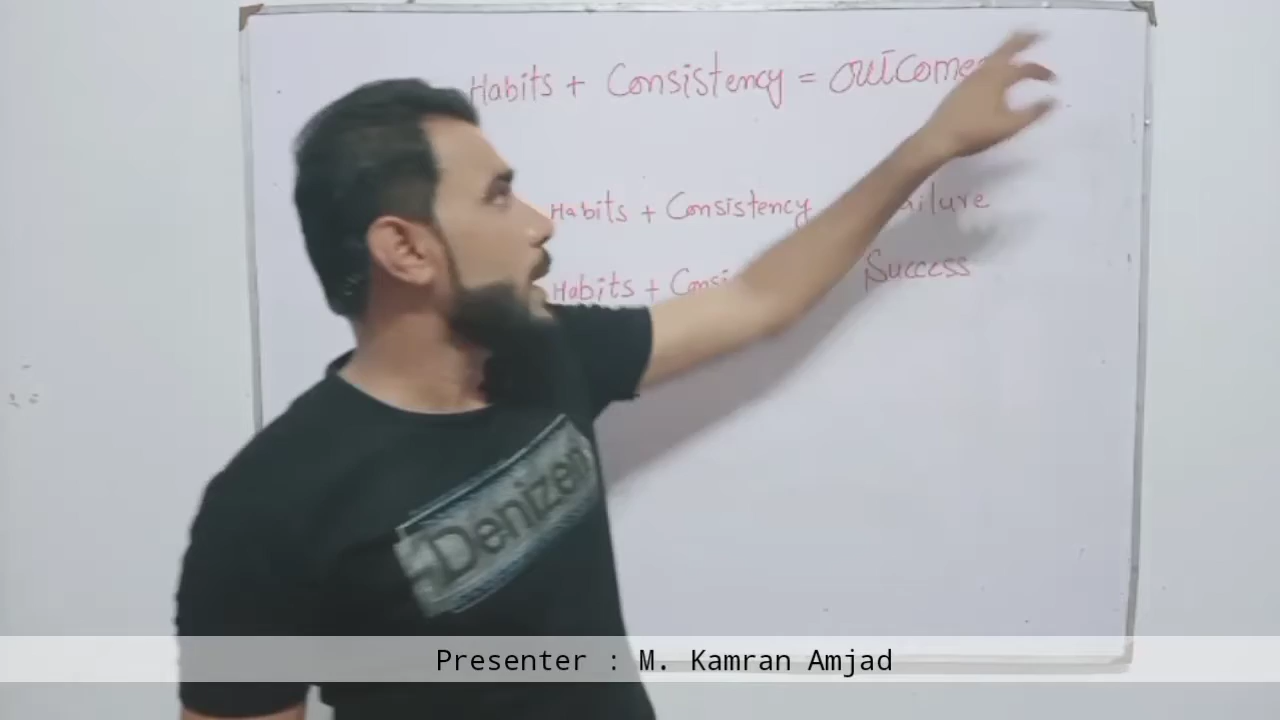 Habits + Consistency = outcome
Habits + Consistency
Habits + Success
Denizen
Presenter : M. Kamran Amjad